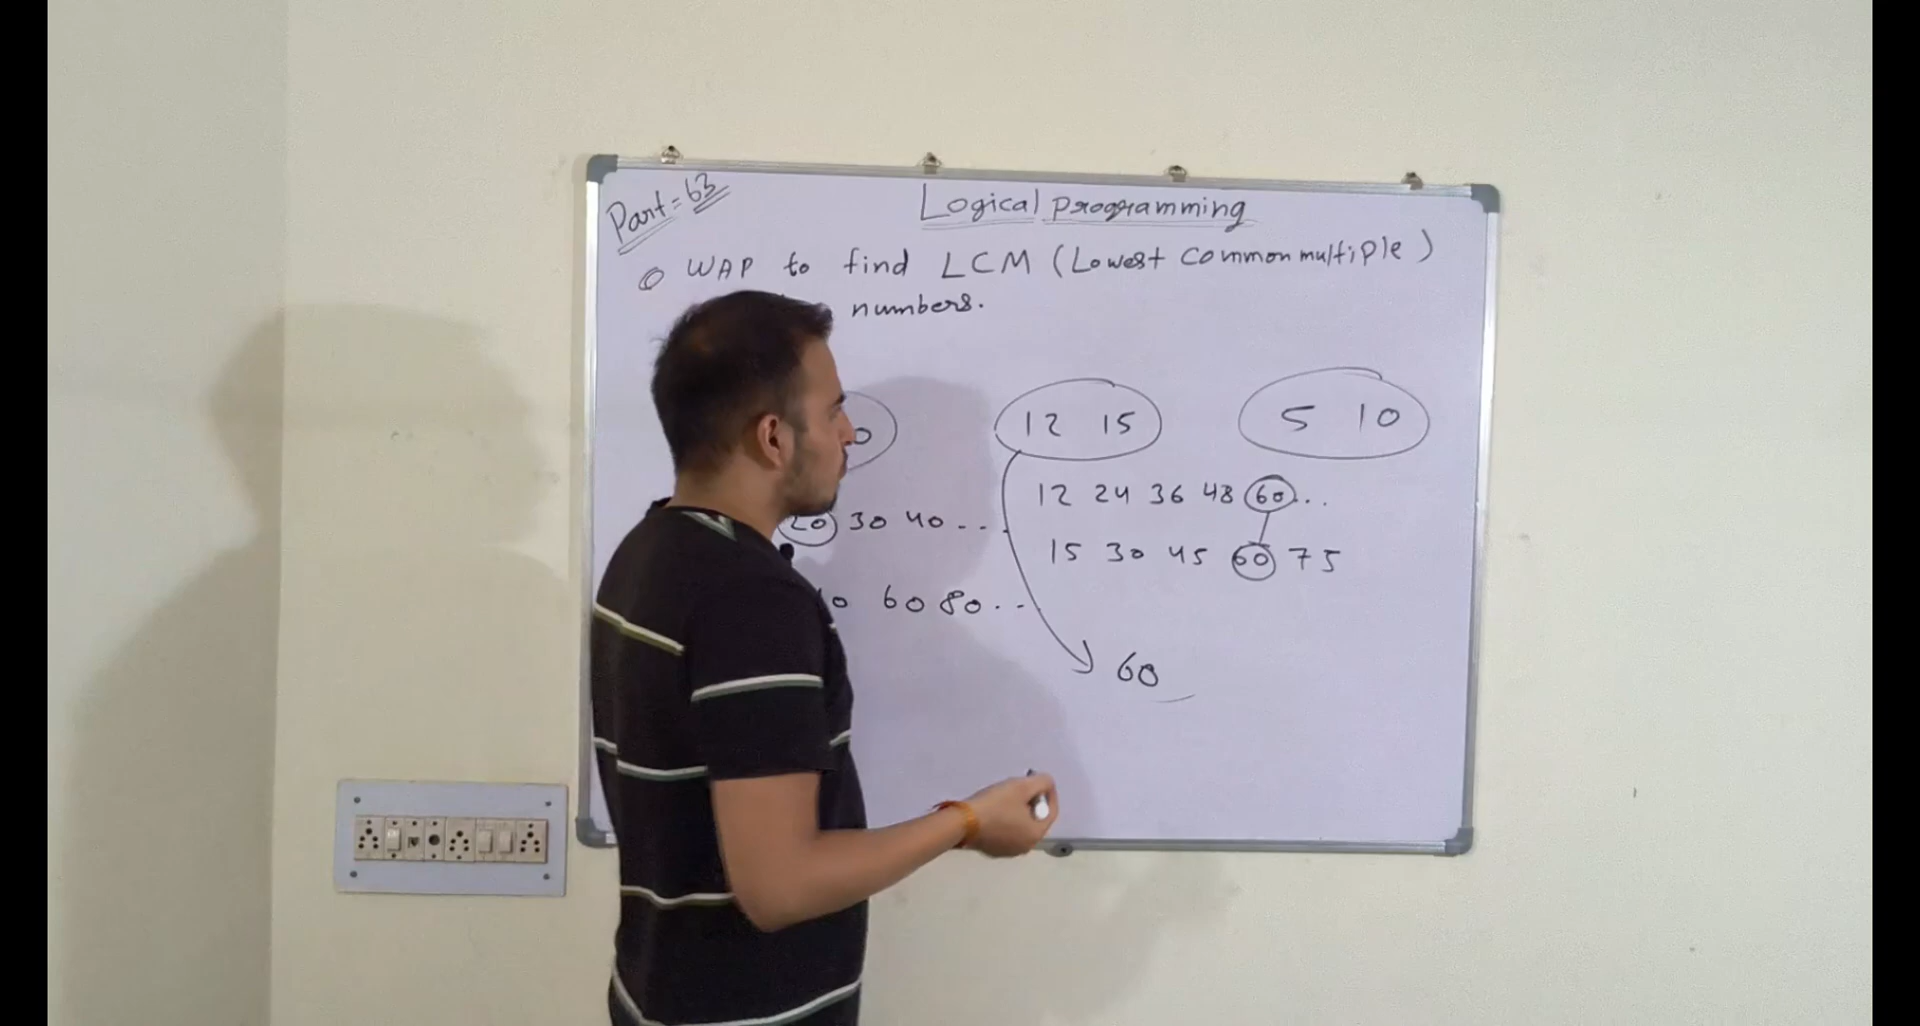 Part = 63
Logical programming
WAP to find LCM (Lowest Common multiple)
numbers.
12 15
5 10
12 24 36 48 60 ..
20 30 40 - -
15 30 45 60 75
60 80 . . -
60